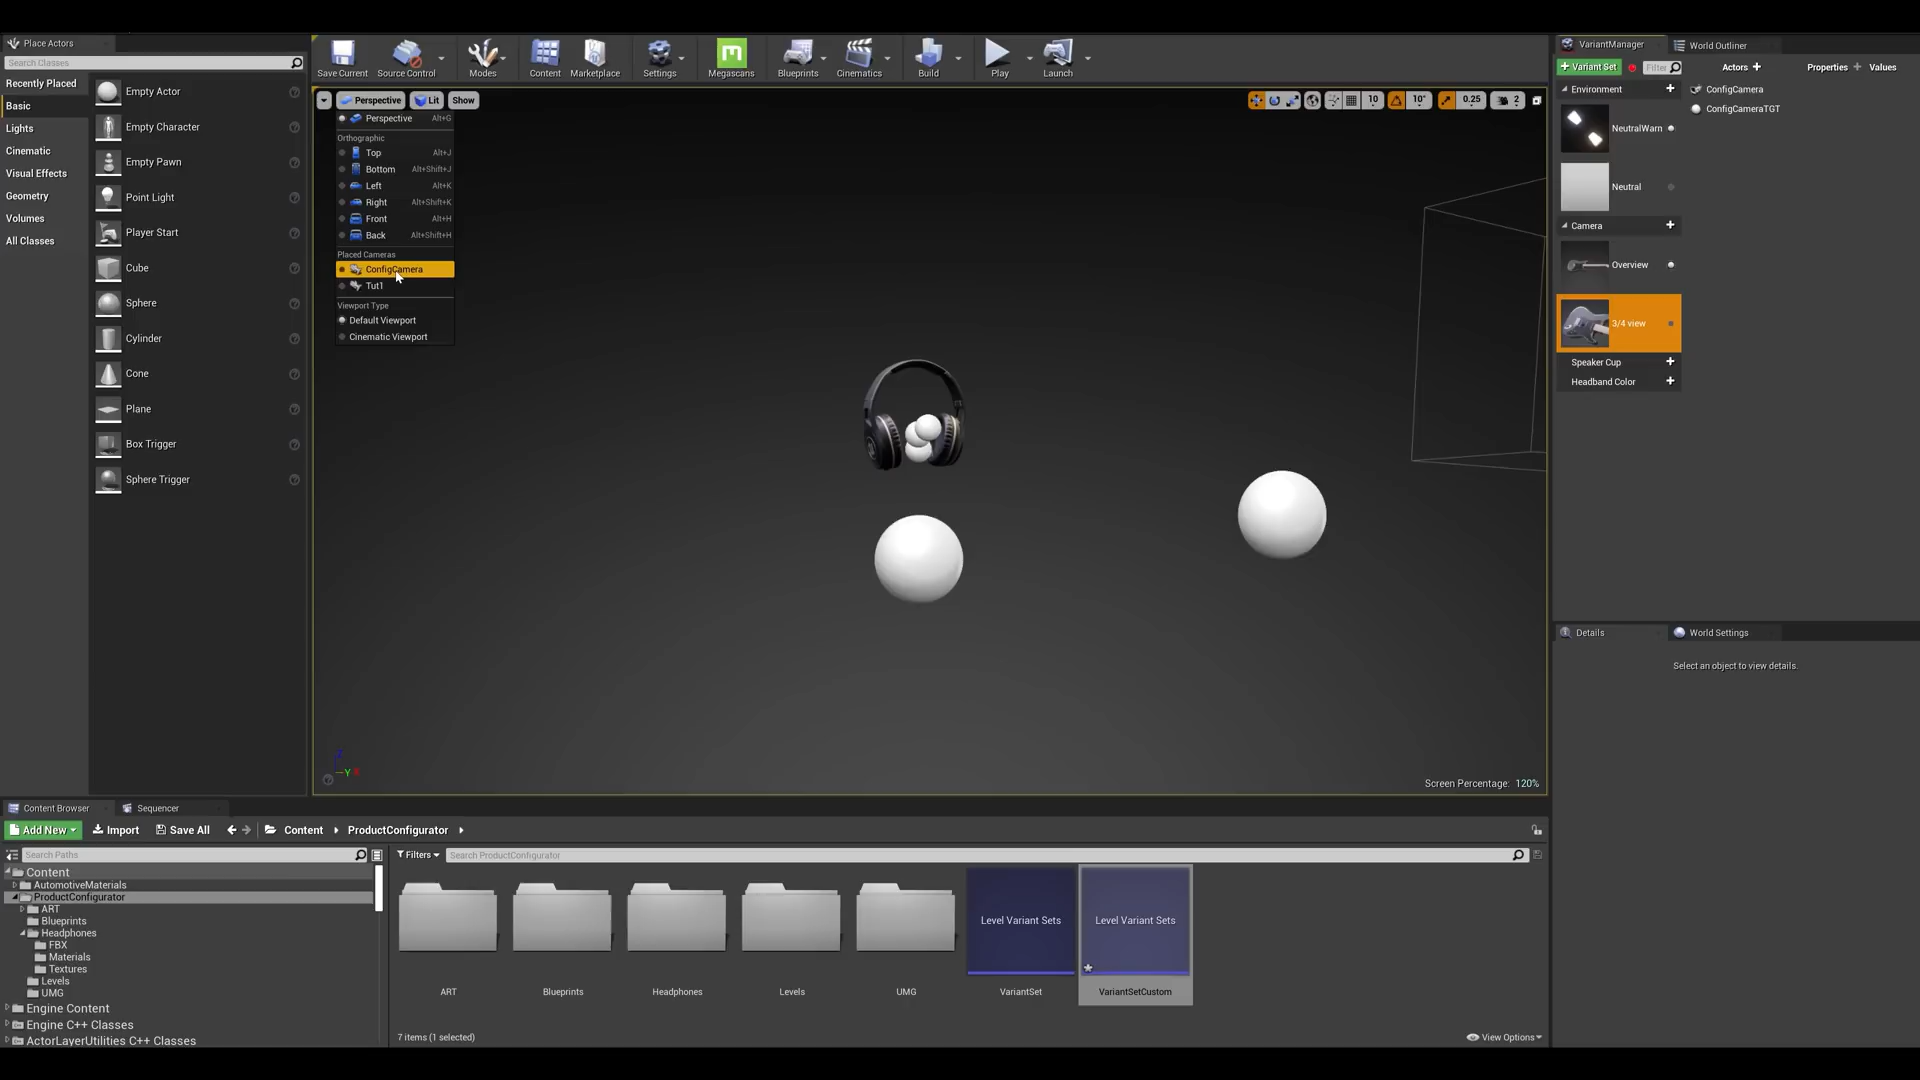 Place Actors
Search Classes
Recently Placed
Basic
Lights
Cinematic
Visual Effects
Geometry
Volumes
All Classes
Empty Actor
Empty Character
Empty Pawn
Point Light
Player Start
Cube
Sphere
Cylinder
Cone
Plane
Box Trigger
Sphere Trigger
Save Current
Source Control
Modes
Content
Marketplace
Settings
Megascans
Blueprints
Cinematics
Build
Play
Launch
Perspective
Lit
Show
10
10°
0.25
2
Perspective Alt+G
Orthographic
Top Alt+J
Bottom Alt+Shift+J
Left Alt+K
Right Alt+Shift+K
Front Alt+H
Back Alt+Shift+H
Placed Cameras
ConfigCamera
Tut1
Viewport Type
Default Viewport
Cinematic Viewport
Z
Y
Screen Percentage: 120%
VariantManager
World Outliner
+ Variant Set
Filter
Actors +
Properties +
Values
Environment +
NeutralWarn
Neutral
Camera +
Overview
3/4 view
Speaker Cup +
Headband Color +
ConfigCamera
ConfigCameraTGT
Details
World Settings
Select an object to view details.
Content Browser
Sequencer
Add New
Import
Save All
Content
ProductConfigurator
Search Paths
Content
AutomotiveMaterials
ProductConfigurator
ART
Blueprints
Headphones
FBX
Materials
Textures
Levels
UMG
Engine Content
Engine C++ Classes
ActorLayerUtilities C++ Classes
Filters
Search ProductConfigurator
Level Variant Sets
Level Variant Sets
ART
Blueprints
Headphones
Levels
UMG
VariantSet
VariantSetCustom
7 items (1 selected)
View Options